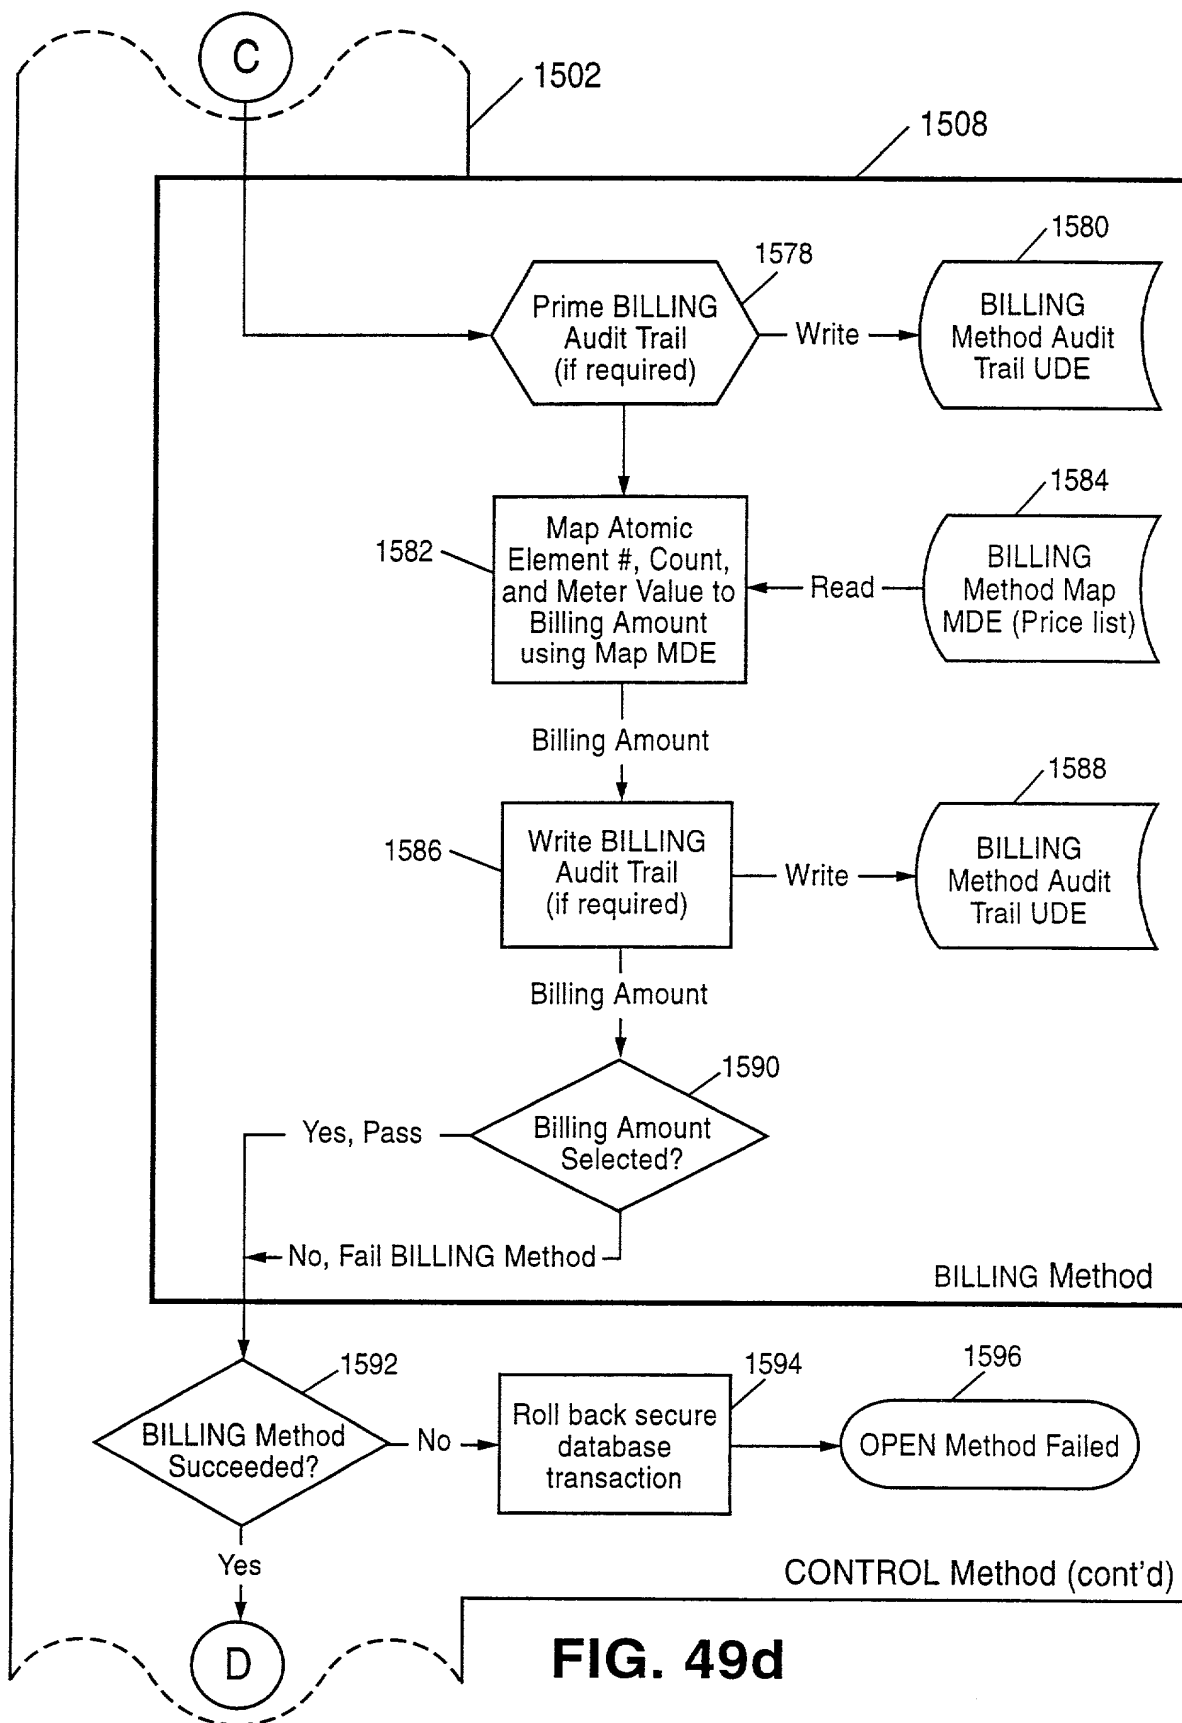 C
1502
1508
1578
1580
Prime BILLING
Audit Trail
(if required)
Write
BILLING
Method Audit
Trail UDE
1582
Map Atomic
Element #, Count,
and Meter Value to
Billing Amount
using Map MDE
Read
1584
BILLING
Method Map
MDE (Price list)
Billing Amount
1586
Write BILLING
Audit Trail
(if required)
Write
1588
BILLING
Method Audit
Trail UDE
Billing Amount
1590
Billing Amount
Selected?
Yes, Pass
No, Fail BILLING Method
BILLING Method
1592
BILLING Method
Succeeded?
No
1594
Roll back secure
database
transaction
1596
OPEN Method Failed
Yes
CONTROL Method (cont'd)
D
FIG. 49d